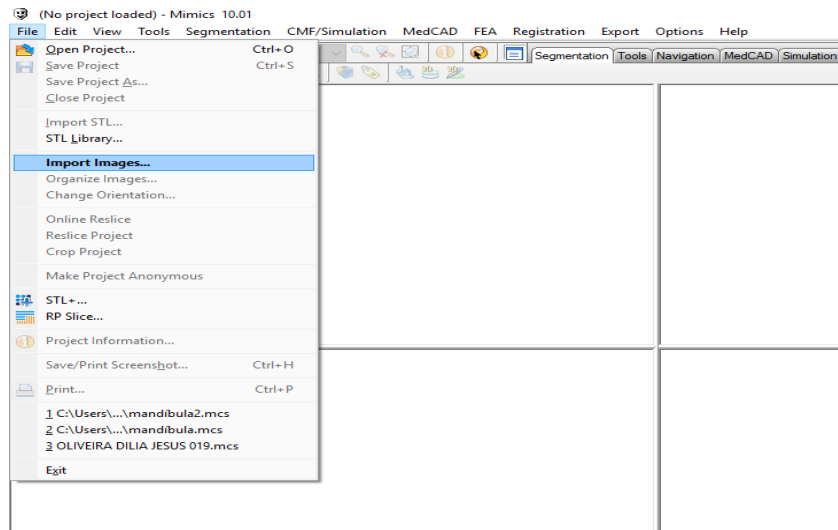 (No project loaded) - Mimics 10.01
File Edit View Tools Segmentation CMF/Simulation MedCAD FEA Registration Export Options Help
Segmentation Tools Navigation MedCAD Simulation
Open Project... Ctrl+O
Save Project Ctrl+S
Save Project As...
Close Project
Import STL...
STL Library...
Import Images...
Organize Images...
Change Orientation...
Online Reslice
Reslice Project
Crop Project
Make Project Anonymous
STL+...
RP Slice...
Project Information...
Save/Print Screenshot... Ctrl+H
Print... Ctrl+P
1 C:\Users\...\mandíbula2.mcs
2 C:\Users\...\mandíbula.mcs
3 OLIVEIRA DILIA JESUS 019.mcs
Exit